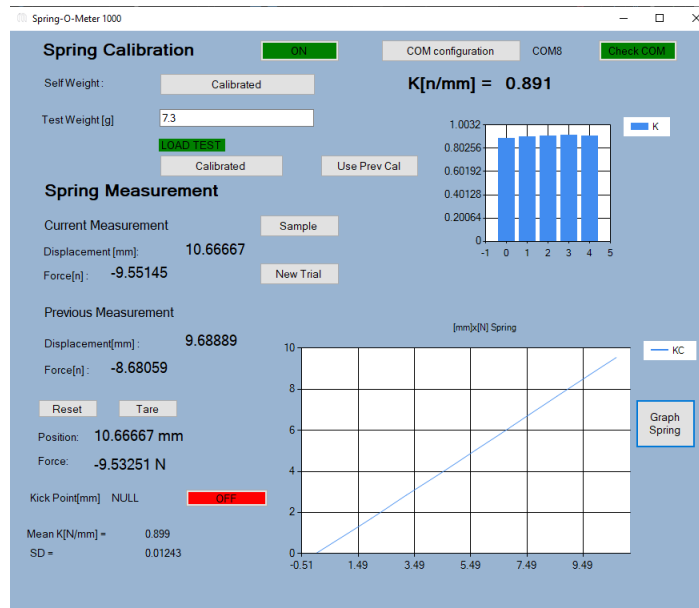 Spring-O-Meter 1000
Spring Calibration
ON
COM configuration
COM8
Check COM
Self Weight :
Calibrated
K[n/mm] = 0.891
Test Weight [g]
7.3
LOAD TEST
Calibrated
Use Prev Cal
1.0032
0.80256
0.60192
0.40128
0.20064
0
-1 0 1 2 3 4 5
K
Spring Measurement
Current Measurement
Sample
Displacement [mm]: 10.66667
Force[n] : -9.55145
New Trial
Previous Measurement
Displacement[mm] : 9.68889
Force[n] : -8.68059
Reset
Tare
Position: 10.66667 mm
Force: -9.53251 N
Kick Point[mm] NULL
OFF
Mean K[N/mm] = 0.899
SD = 0.01243
[mm]x[N] Spring
10
8
6
4
2
0
-0.51 1.49 3.49 5.49 7.49 9.49
KC
Graph
Spring